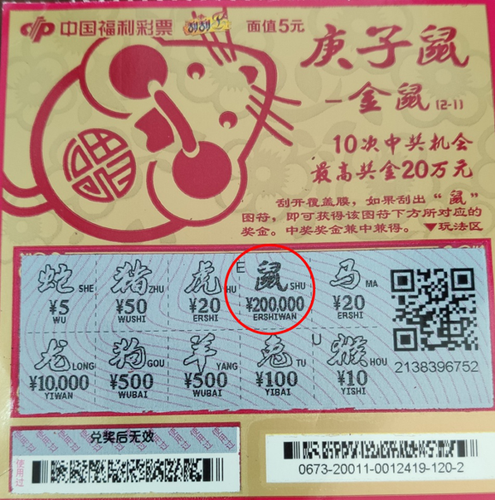 中国福利彩票 刮刮乐 面值5元
庚子鼠
—金鼠 (2-1)
10次中奖机会
最高奖金20万元
刮开覆盖膜，如果刮出“鼠”
图符，即可获得该图符下方所对应的
奖金。中奖奖金兼中兼得。 ▼玩法区
蛇 SHE 猪 ZHU 虎 HU E 鼠 SHU 马 MA
¥5 ¥50 ¥20 ¥200,000 ¥20
WU WUSHI ERSHI ERSHIWAN ERSHI
龙 LONG 狗 GOU 羊 YANG 兔 TU U 猴 HOU
¥10,000 ¥500 ¥500 ¥100 ¥10
YIWAN WUBAI WUBAI YIBAI YISHI
2138396752
兑奖后无效
使用过
0673-20011-0012419-120-2